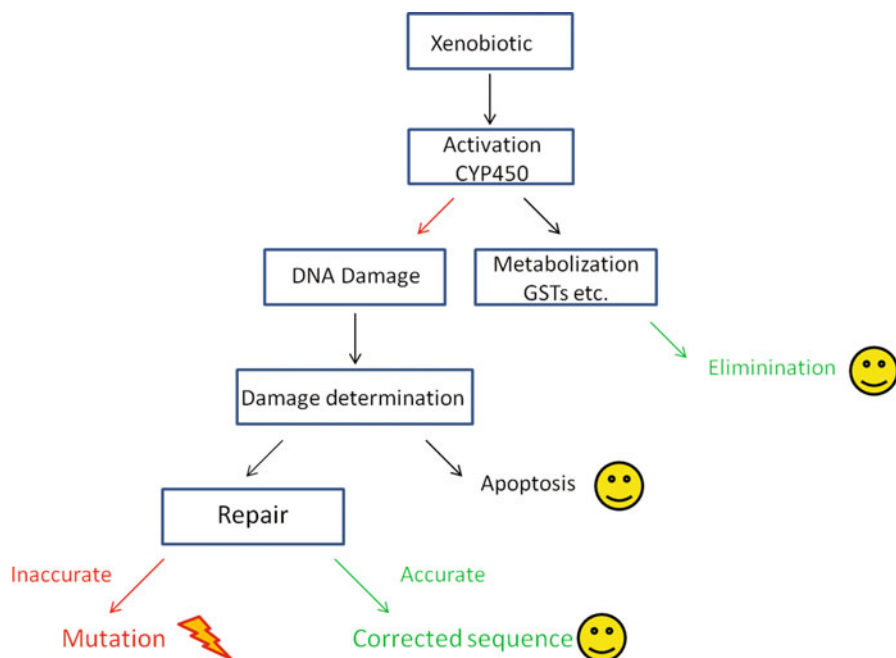 Xenobiotic
Activation
CYP450
DNA Damage
Metabolization
GSTs etc.
Eliminination
Damage determination
Apoptosis
Repair
Inaccurate
Accurate
Mutation
Corrected sequence